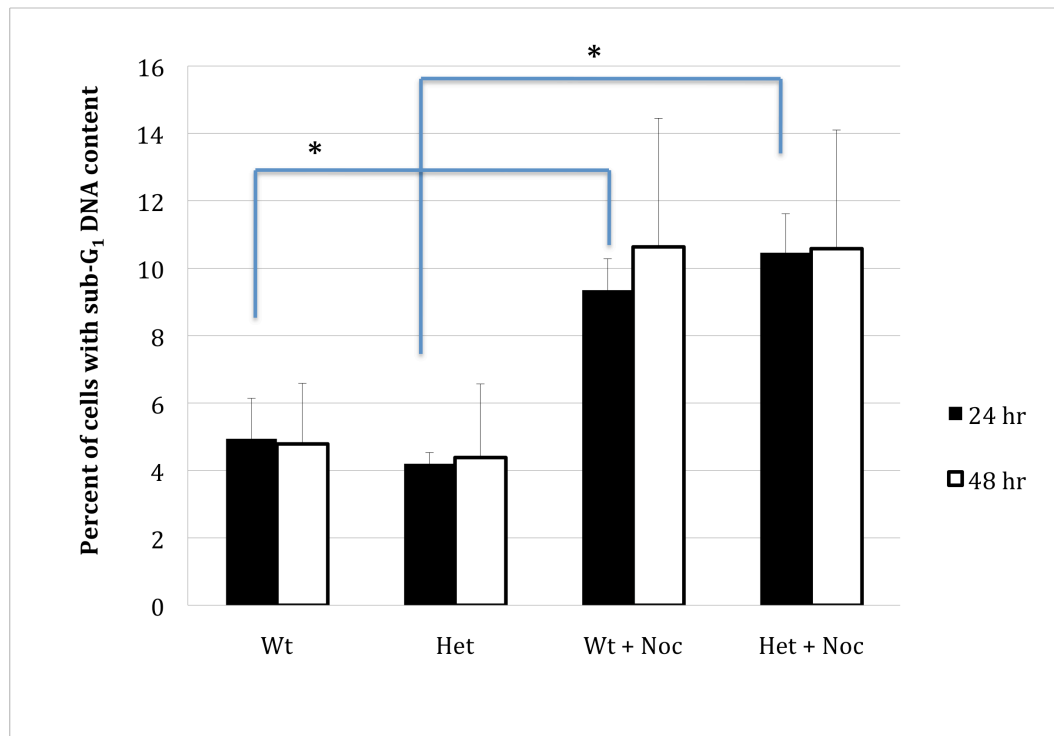 *
*
Percent of cells with sub-G₁ DNA content
16
14
12
10
8
6
4
2
0
Wt Het Wt + Noc Het + Noc
24 hr
48 hr